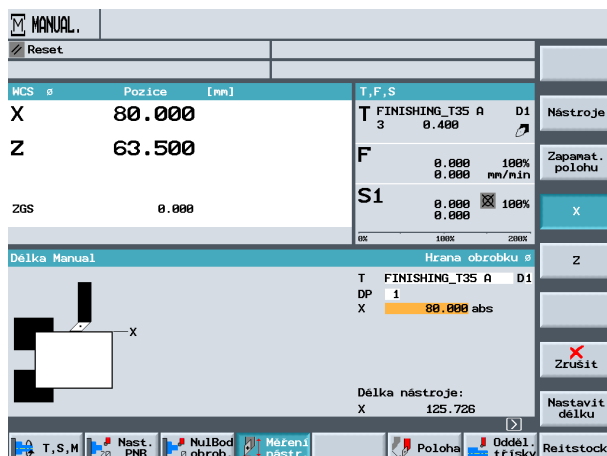 M MANUAL.
Reset
WCS ø Pozice [mm]
X 80.000
Z 63.500
ZGS 0.000
T,F,S
T FINISHING_T35 A D1
3 0.400
F 0.000 100%
0.000 mm/min
S1 0.000 100%
0.000
0% 100% 200%
Délka Manual Hrana obrobku ø
X
T FINISHING_T35 A D1
DP 1
X 80.000 abs
Délka nástroje:
X 125.726
Nástroje
Zapamat.
polohu
X
Z
Zrušit
Nastavit
délku
T,S,M
Nast.
PNB
NulBod
obrob.
Měření
nástr.
Poloha
Odděl.
třísky
Reitstock